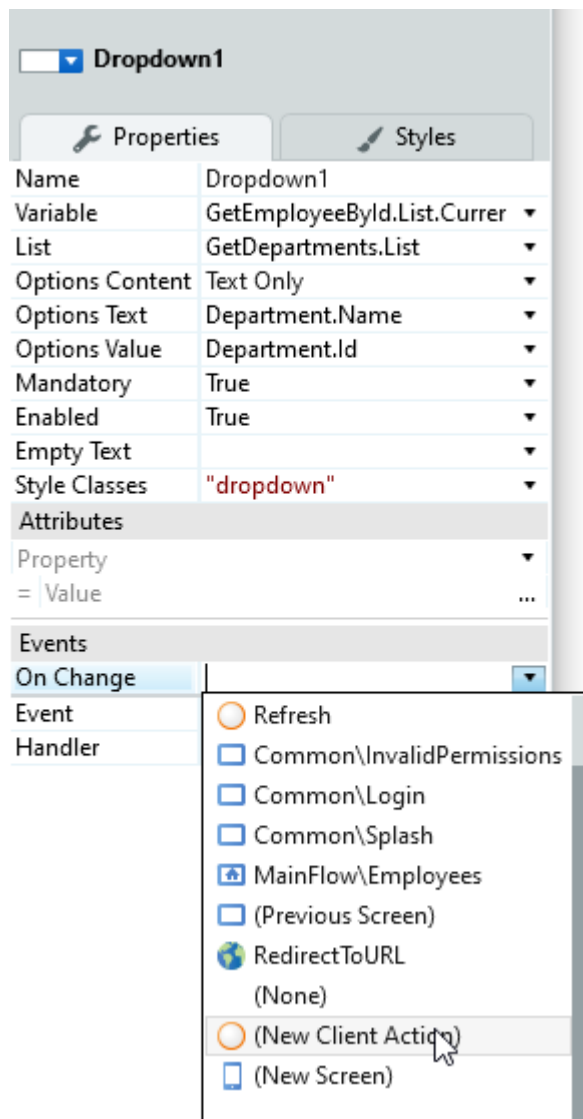 Dropdown1
Properties Styles
Name Dropdown1
Variable GetEmployeeById.List.Currer
List GetDepartments.List
Options Content Text Only
Options Text Department.Name
Options Value Department.Id
Mandatory True
Enabled True
Empty Text
Style Classes "dropdown"
Attributes
Property
= Value ...
Events
On Change
Event
Handler
Refresh
Common\InvalidPermissions
Common\Login
Common\Splash
MainFlow\Employees
(Previous Screen)
RedirectToURL
(None)
(New Client Action)
(New Screen)